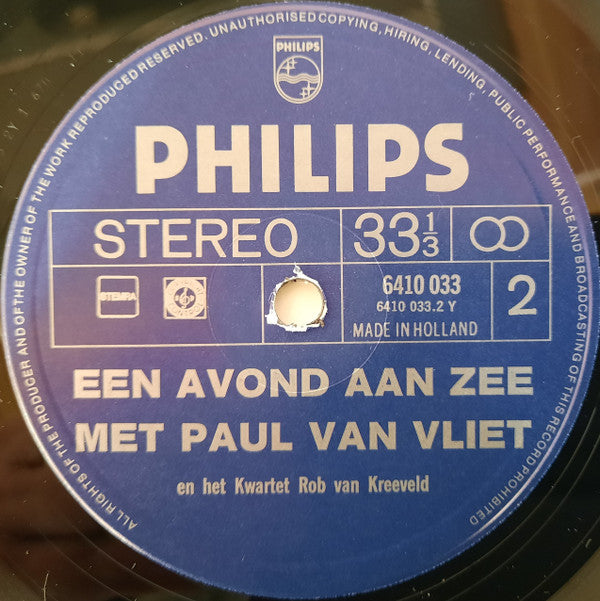 ALL RIGHTS OF THE PRODUCER AND OF THE OWNER OF THE WORK REPRODUCED RESERVED. UNAUTHORISED COPYING, HIRING, LENDING, PUBLIC PERFORMANCE AND BROADCASTING OF THIS RECORD PROHIBITED
PHILIPS
PHILIPS
STEREO 33 1/3
STEMRA
6410 033
6410 033.2 Y
MADE IN HOLLAND
2
EEN AVOND AAN ZEE
MET PAUL VAN VLIET
en het Kwartet Rob van Kreeveld